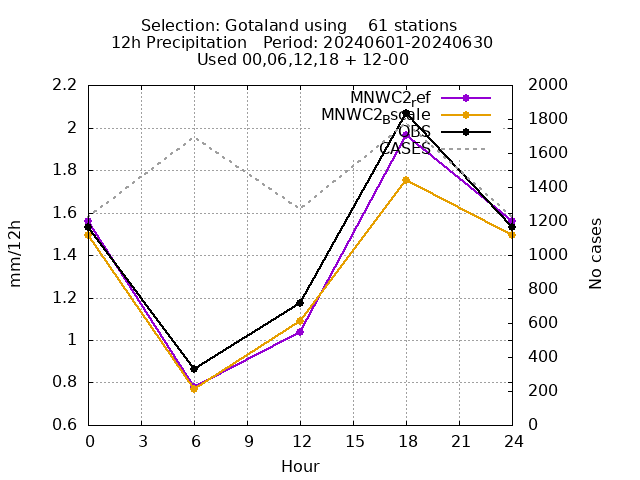 Selection: Gotaland using    61 stations
12h Precipitation   Period: 20240601-20240630
Used 00,06,12,18 + 12-00
2.2
2
1.8
1.6
1.4
1.2
1
0.8
0.6
mm/12h
MNWC2ref
MNWC2Bscale
OBS
CASES
2000
1800
1600
1400
1200
1000
800
600
400
200
0
No cases
0 3 6 9 12 15 18 21 24
Hour